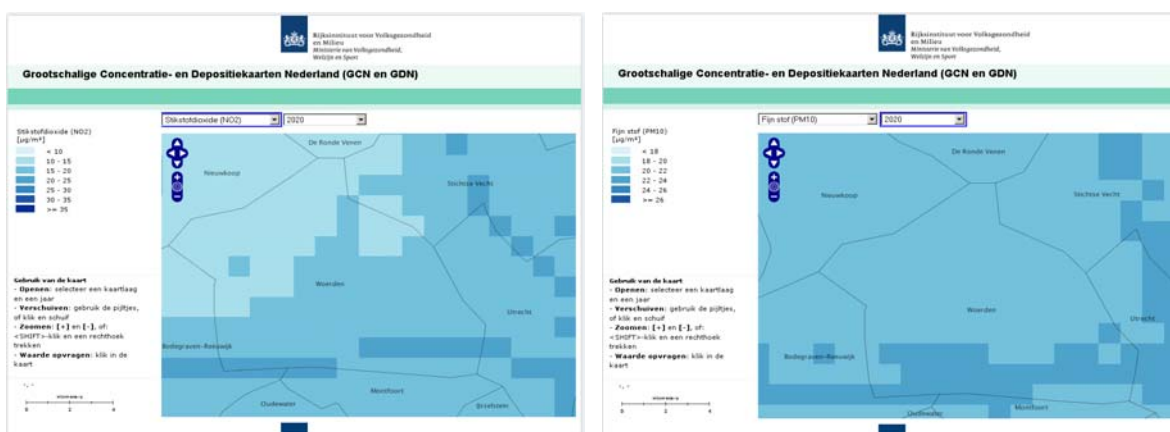 Rijksinstituut voor Volksgezondheid
en Milieu
Ministerie van Volksgezondheid,
Welzijn en Sport
Grootschalige Concentratie- en Depositiekaarten Nederland (GCN en GDN)
Stikstofdioxide (NO2)
2020
Stikstofdioxide (NO2)
[µg/m³]
< 10
10 - 15
15 - 20
20 - 25
25 - 30
30 - 35
>= 35
De Ronde Venen
Nieuwkoop
Stichtse Vecht
Woerden
Utrecht
Bodegraven-Reeuwijk
Montfoort
Oudewater
IJsselstein
Gebruik van de kaart
- Openen: selecteer een kaartlaag
en een jaar
- Verschuiven: gebruik de pijltjes,
of klik en schuif
- Zoomen: [+] en [-], of:
<SHIFT>-klik en een rechthoek
trekken
- Waarde opvragen: klik in de
kaart
0 2 4
Rijksinstituut voor Volksgezondheid
en Milieu
Ministerie van Volksgezondheid,
Welzijn en Sport
Grootschalige Concentratie- en Depositiekaarten Nederland (GCN en GDN)
Fijn stof (PM10)
2020
Fijn stof (PM10)
[µg/m³]
< 18
18 - 20
20 - 22
22 - 24
24 - 26
>= 26
De Ronde Venen
Nieuwkoop
Stichtse Vecht
Woerden
Utrecht
Bodegraven-Reeuwijk
Montfoort
Oudewater
Gebruik van de kaart
- Openen: selecteer een kaartlaag
en een jaar
- Verschuiven: gebruik de pijltjes,
of klik en schuif
- Zoomen: [+] en [-], of:
<SHIFT>-klik en een rechthoek
trekken
- Waarde opvragen: klik in de
kaart
0 2 4